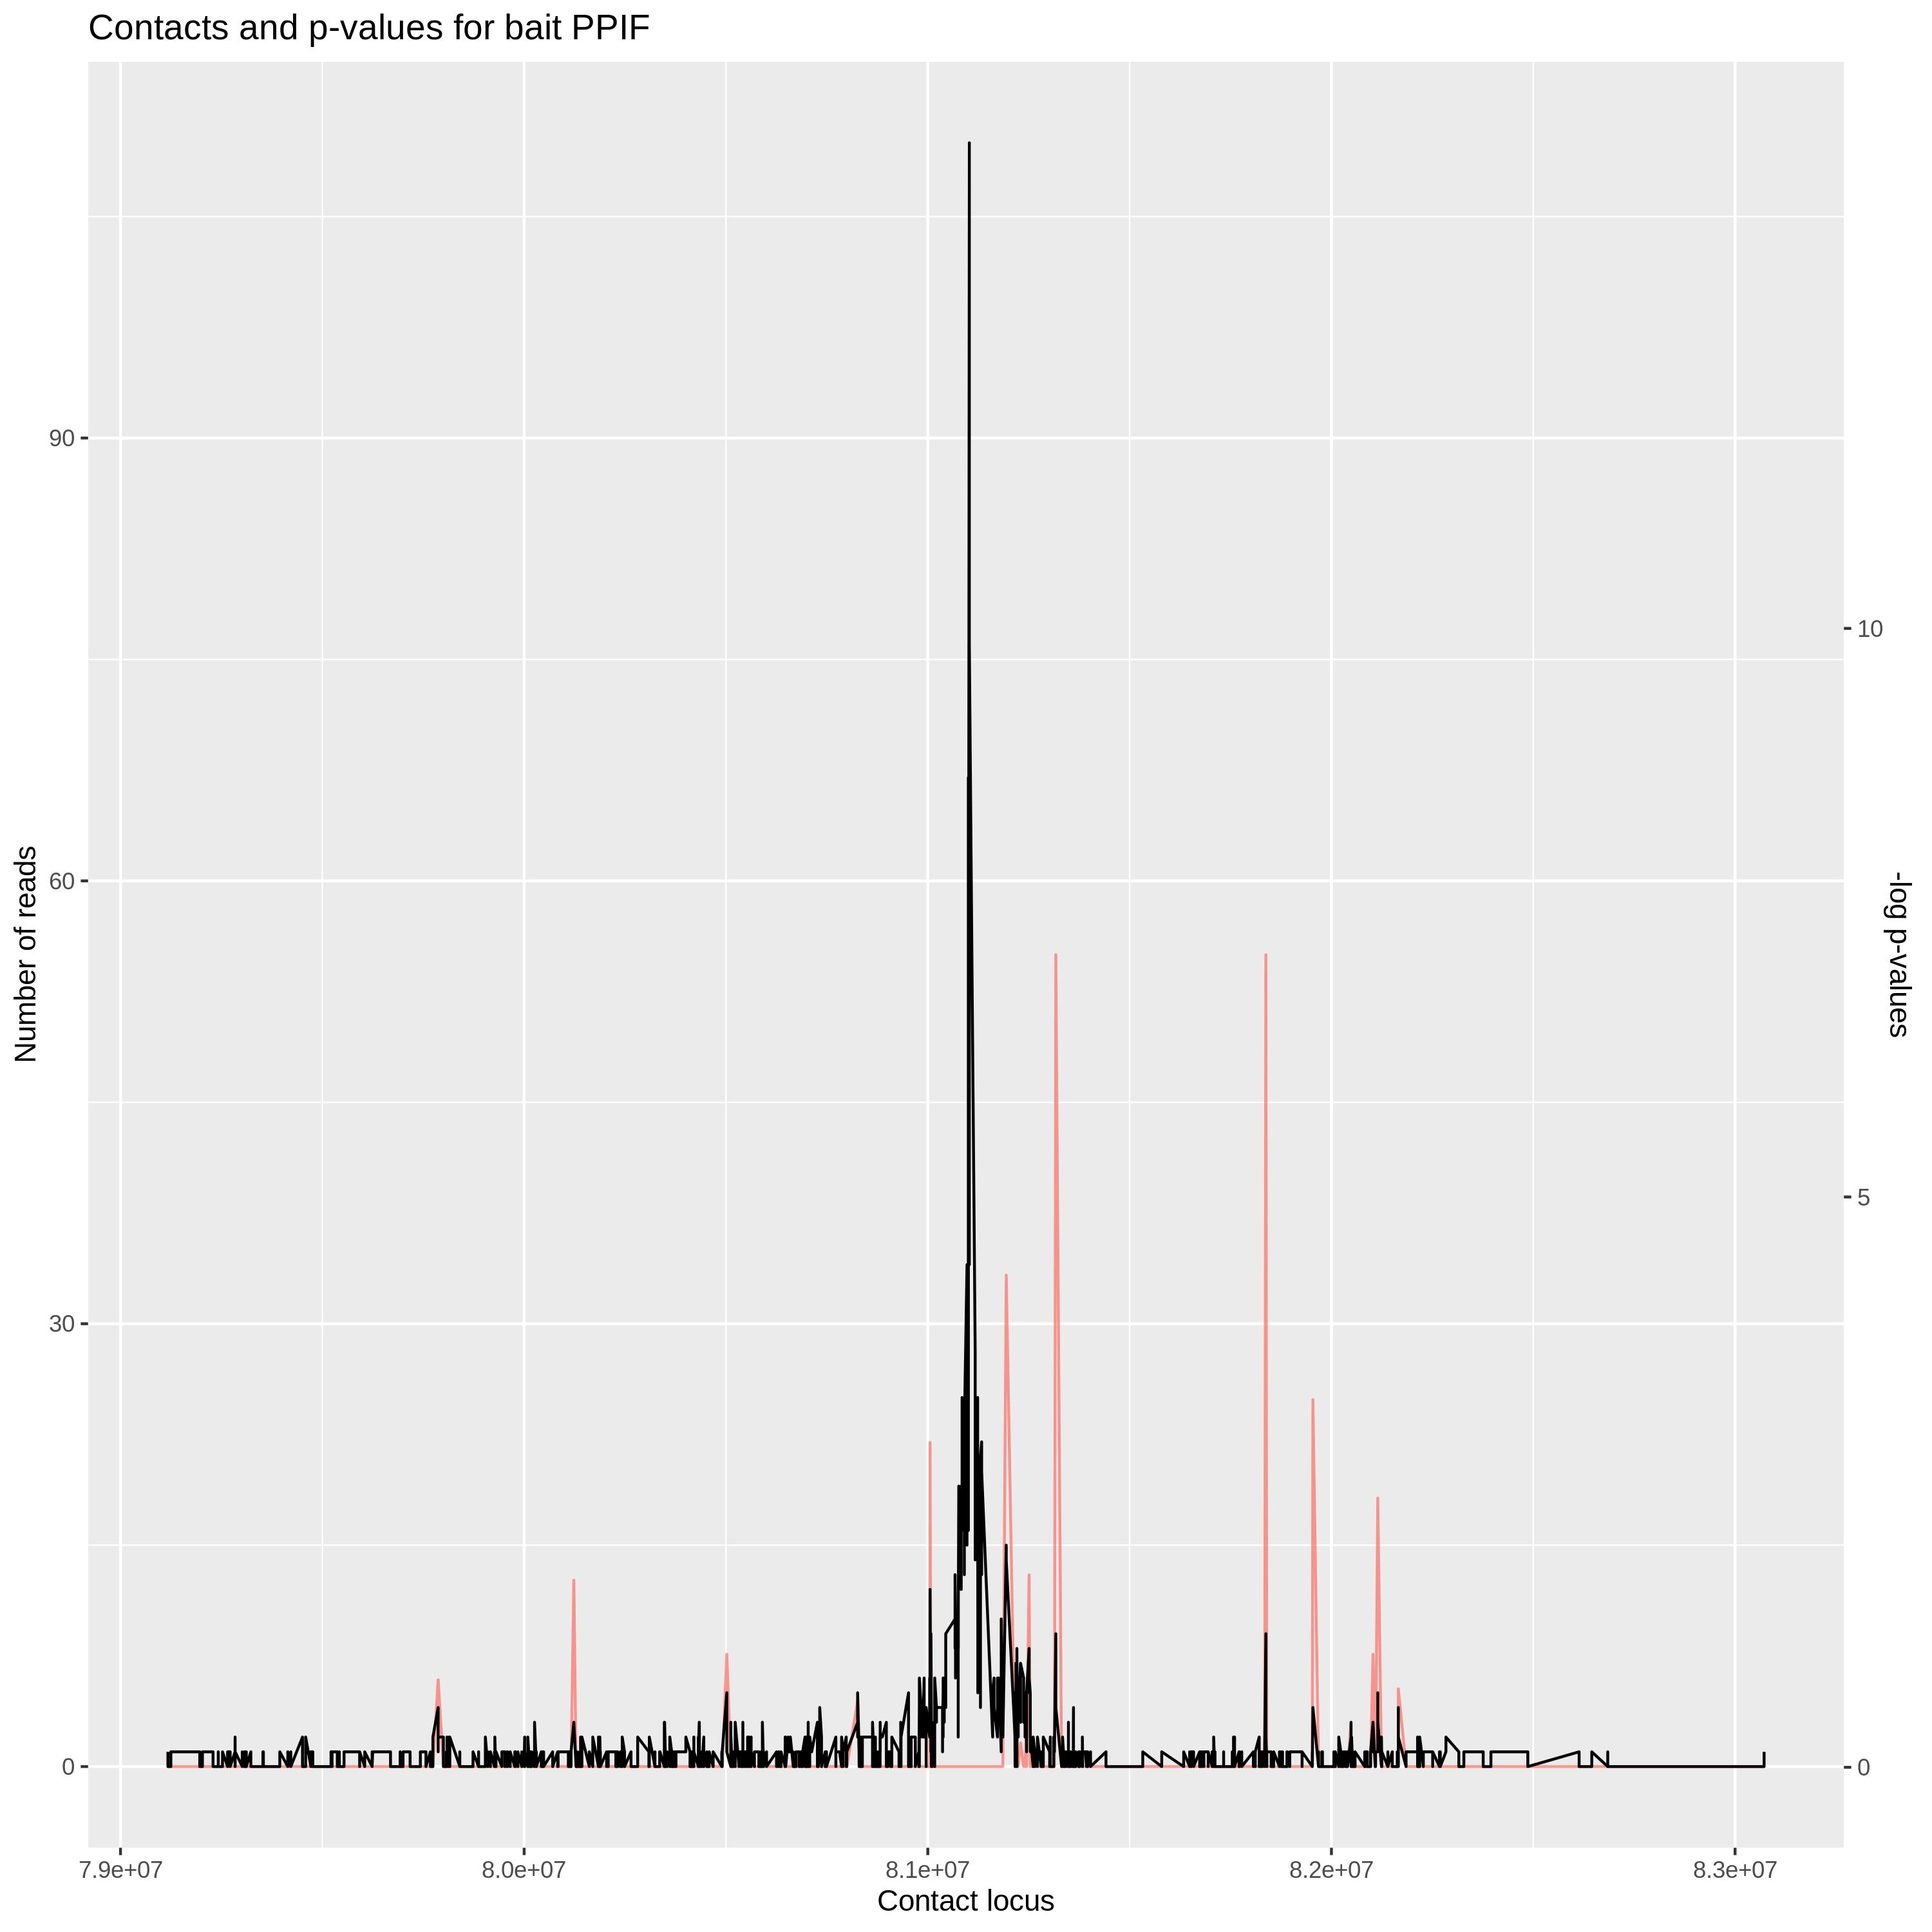 Contacts and p-values for bait PPIF
Number of reads
90
60
30
0
-log p-values
10
5
0
7.9e+07 8.0e+07 8.1e+07 8.2e+07 8.3e+07
Contact locus